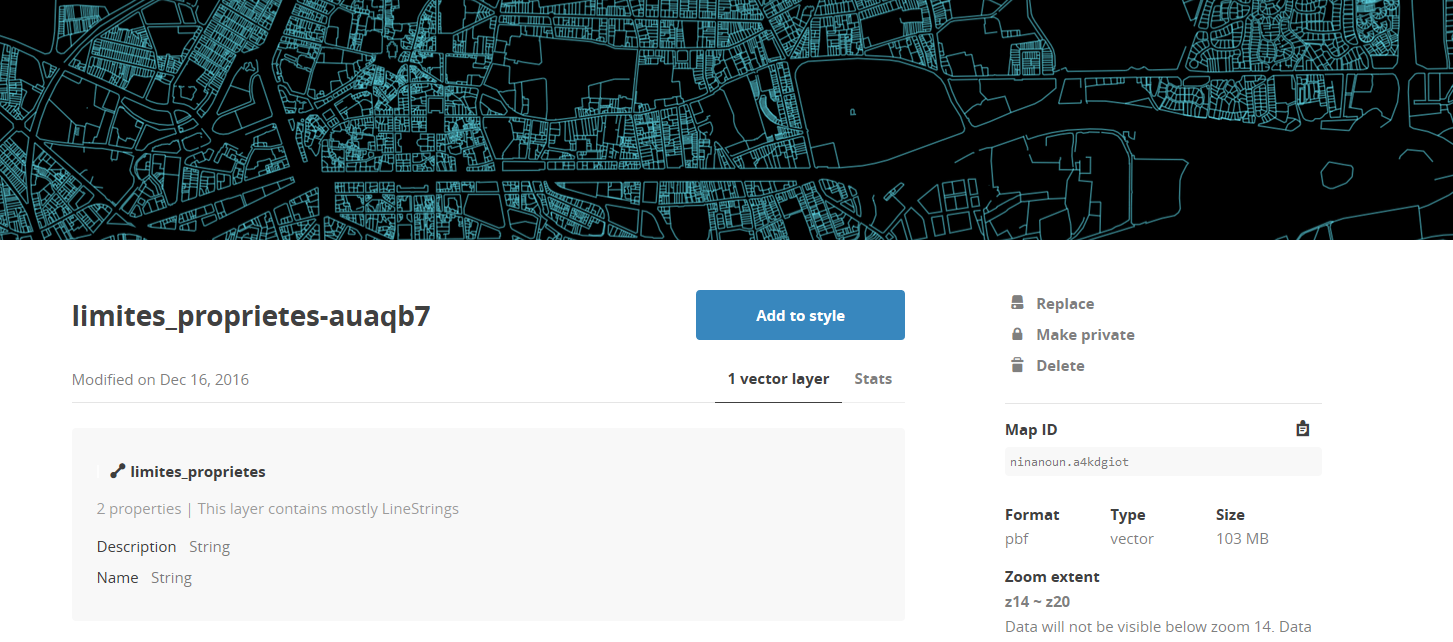 limites_proprietes-auaqb7
Add to style
Modified on Dec 16, 2016
1 vector layer
Stats
limites_proprietes
2 properties | This layer contains mostly LineStrings
Description String
Name String
Replace
Make private
Delete
Map ID
ninanoun.a4kdgiot
Format Type Size
pbf vector 103 MB
Zoom extent
z14 ~ z20
Data will not be visible below zoom 14. Data